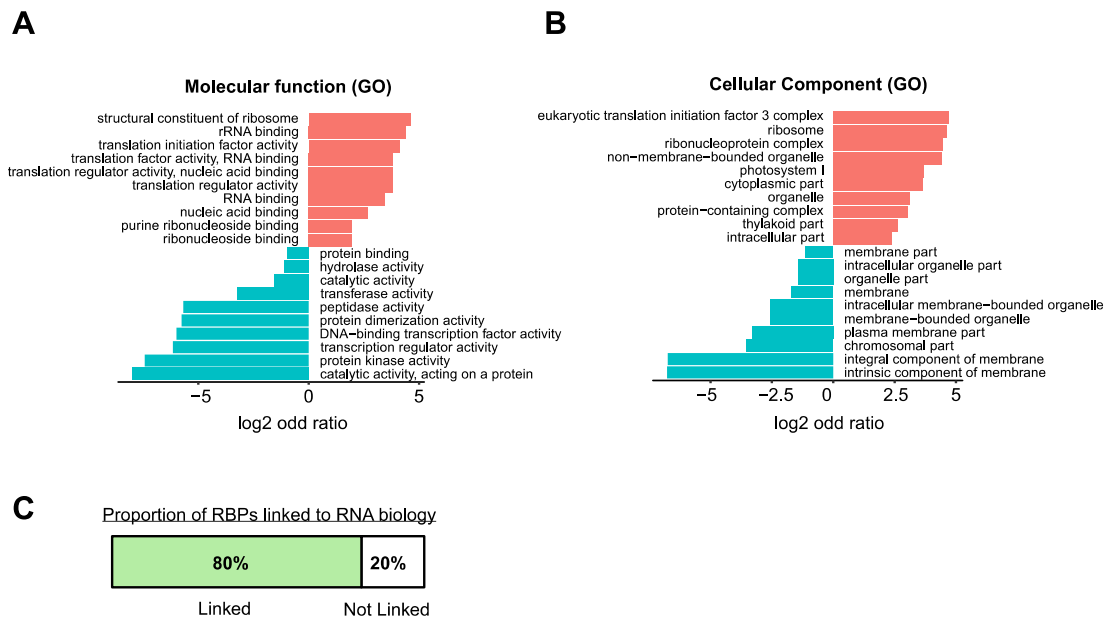 A
Molecular function (GO)
structural constituent of ribosome
rRNA binding
translation initiation factor activity
translation factor activity, RNA binding
translation regulator activity, nucleic acid binding
translation regulator activity
RNA binding
nucleic acid binding
purine ribonucleoside binding
ribonucleoside binding
protein binding
hydrolase activity
catalytic activity
transferase activity
peptidase activity
protein dimerization activity
DNA−binding transcription factor activity
transcription regulator activity
protein kinase activity
catalytic activity, acting on a protein
−5 0 5
log2 odd ratio
B
Cellular Component (GO)
eukaryotic translation initiation factor 3 complex
ribosome
ribonucleoprotein complex
non−membrane−bounded organelle
photosystem I
cytoplasmic part
organelle
protein−containing complex
thylakoid part
intracellular part
membrane part
intracellular organelle part
organelle part
membrane
intracellular membrane−bounded organelle
membrane−bounded organelle
plasma membrane part
chromosomal part
integral component of membrane
intrinsic component of membrane
−5 −2.5 0 2.5 5
log2 odd ratio
C
Proportion of RBPs linked to RNA biology
80% 20%
Linked Not Linked